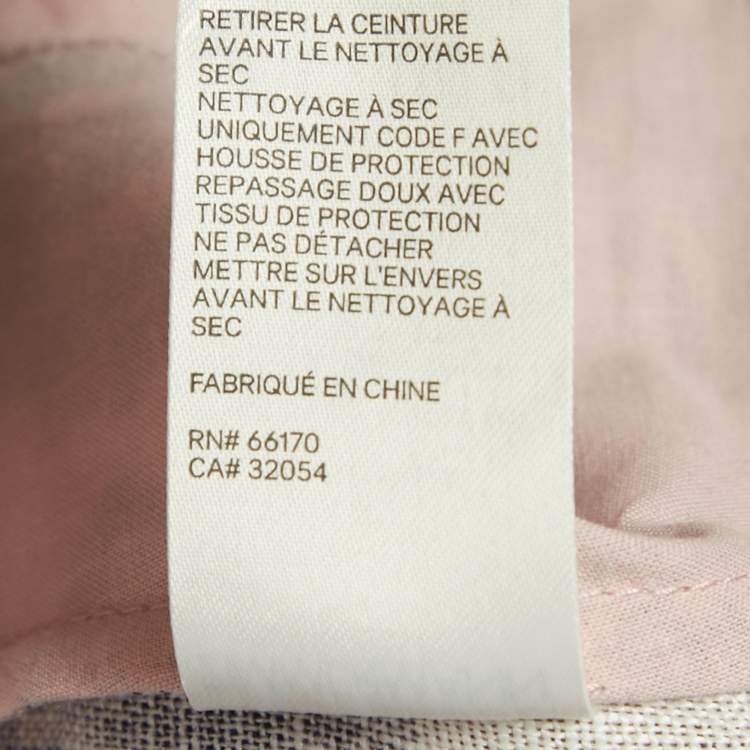 RETIRER LA CEINTURE
AVANT LE NETTOYAGE À
SEC
NETTOYAGE À SEC
UNIQUEMENT CODE F AVEC
HOUSSE DE PROTECTION
REPASSAGE DOUX AVEC
TISSU DE PROTECTION
NE PAS DÉTACHER
METTRE SUR L'ENVERS
AVANT LE NETTOYAGE À
SEC
FABRIQUÉ EN CHINE
RN# 66170
CA# 32054